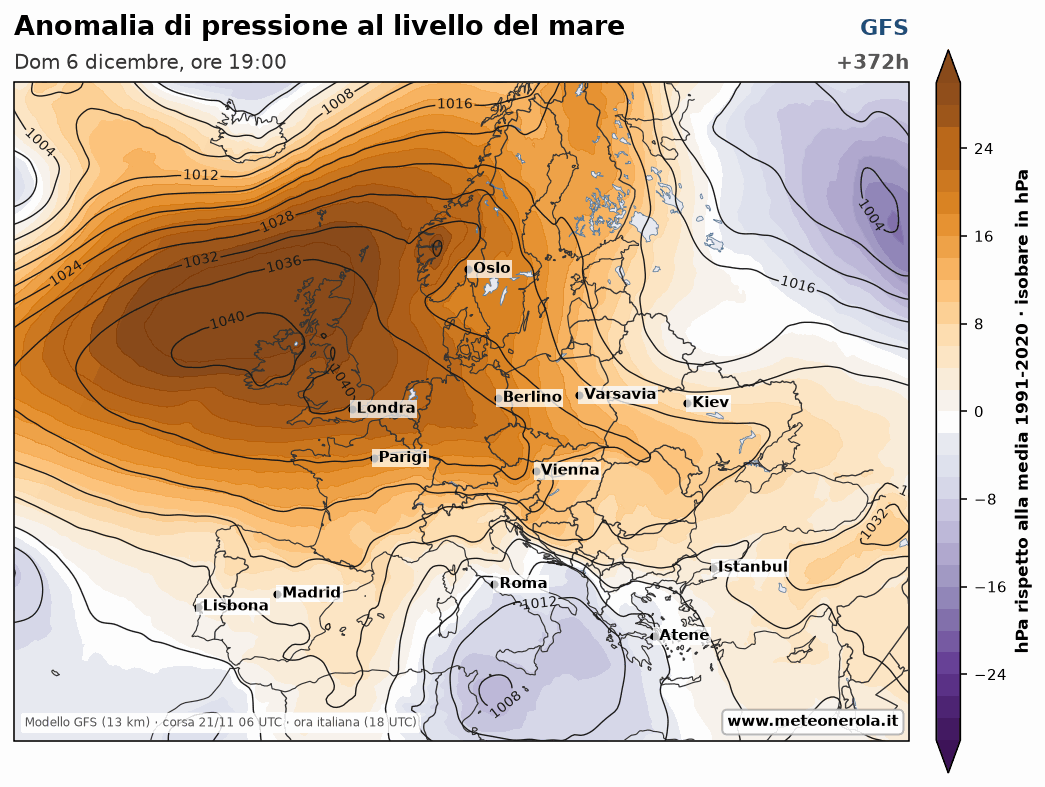 Anomalia di pressione al livello del mare
GFS
Dom 6 dicembre, ore 19:00
+372h
1008
1016
1004
1012
1028
1032
1024
1036
1040
1040
1004
1016
Oslo
Londra
Berlino
Varsavia
Kiev
Parigi
Vienna
1032
Istanbul
Madrid
Roma
Lisbona
1012
Atene
1008
Modello GFS (13 km) · corsa 21/11 06 UTC · ora italiana (18 UTC)
www.meteonerola.it
24
16
8
0
−8
−16
−24
hPa rispetto alla media 1991-2020 · isobare in hPa